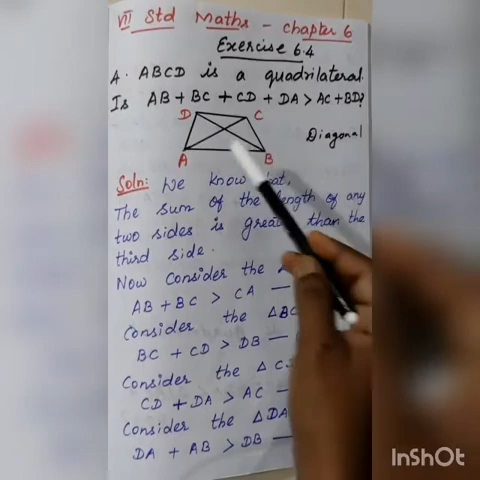 VII Std Maths - chapter 6
Exercise 6.4
4. ABCD is a quadrilateral.
Is AB + BC + CD + DA > AC + BD?
D C
Diagonal
A B
Soln: We know
The sum of the length of any
two sides is than the
third side.
Now consider the
AB + BC > CA —
Consider the △BC
BC + CD > DB —
Consider the △ C
CD + DA > AC —
Consider the △DA
DA + AB > DB —
InShOt